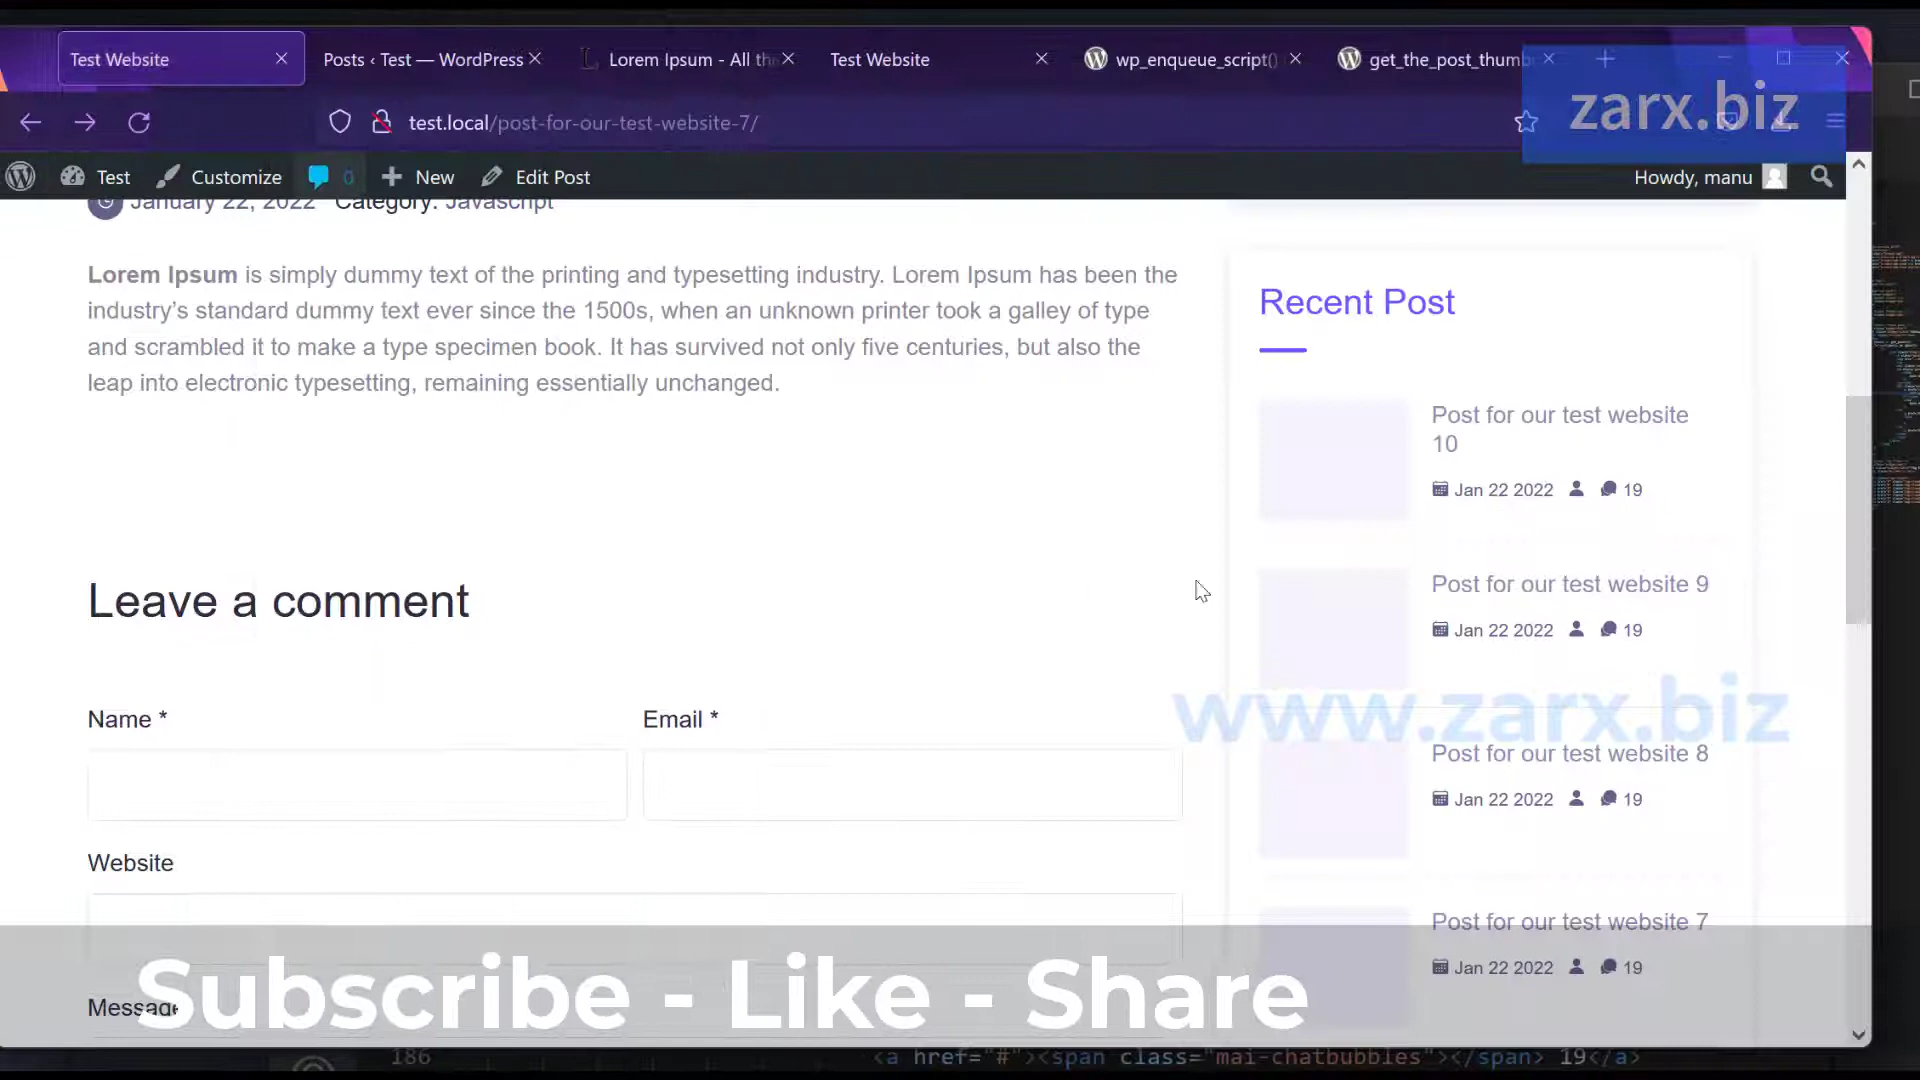 Test Website
Posts ‹ Test — WordPress
Lorem Ipsum - All the
Test Website
wp_enqueue_script()
get_the_post_thumb
zarx.biz
test.local/post-for-our-test-website-7/
Test
Customize
0
New
Edit Post
Howdy, manu
January 22, 2022 Category: Javascript
Lorem Ipsum is simply dummy text of the printing and typesetting industry. Lorem Ipsum has been the
industry’s standard dummy text ever since the 1500s, when an unknown printer took a galley of type
and scrambled it to make a type specimen book. It has survived not only five centuries, but also the
leap into electronic typesetting, remaining essentially unchanged.
Leave a comment
Name *
Email *
Website
Message
Recent Post
Post for our test website
10
Jan 22 2022 19
Post for our test website 9
Jan 22 2022 19
www.zarx.biz
Post for our test website 8
Jan 22 2022 19
Post for our test website 7
Jan 22 2022 19
Subscribe - Like - Share
186 <a href="#"><span class="mai-chatbubbles"></span> 19</a>